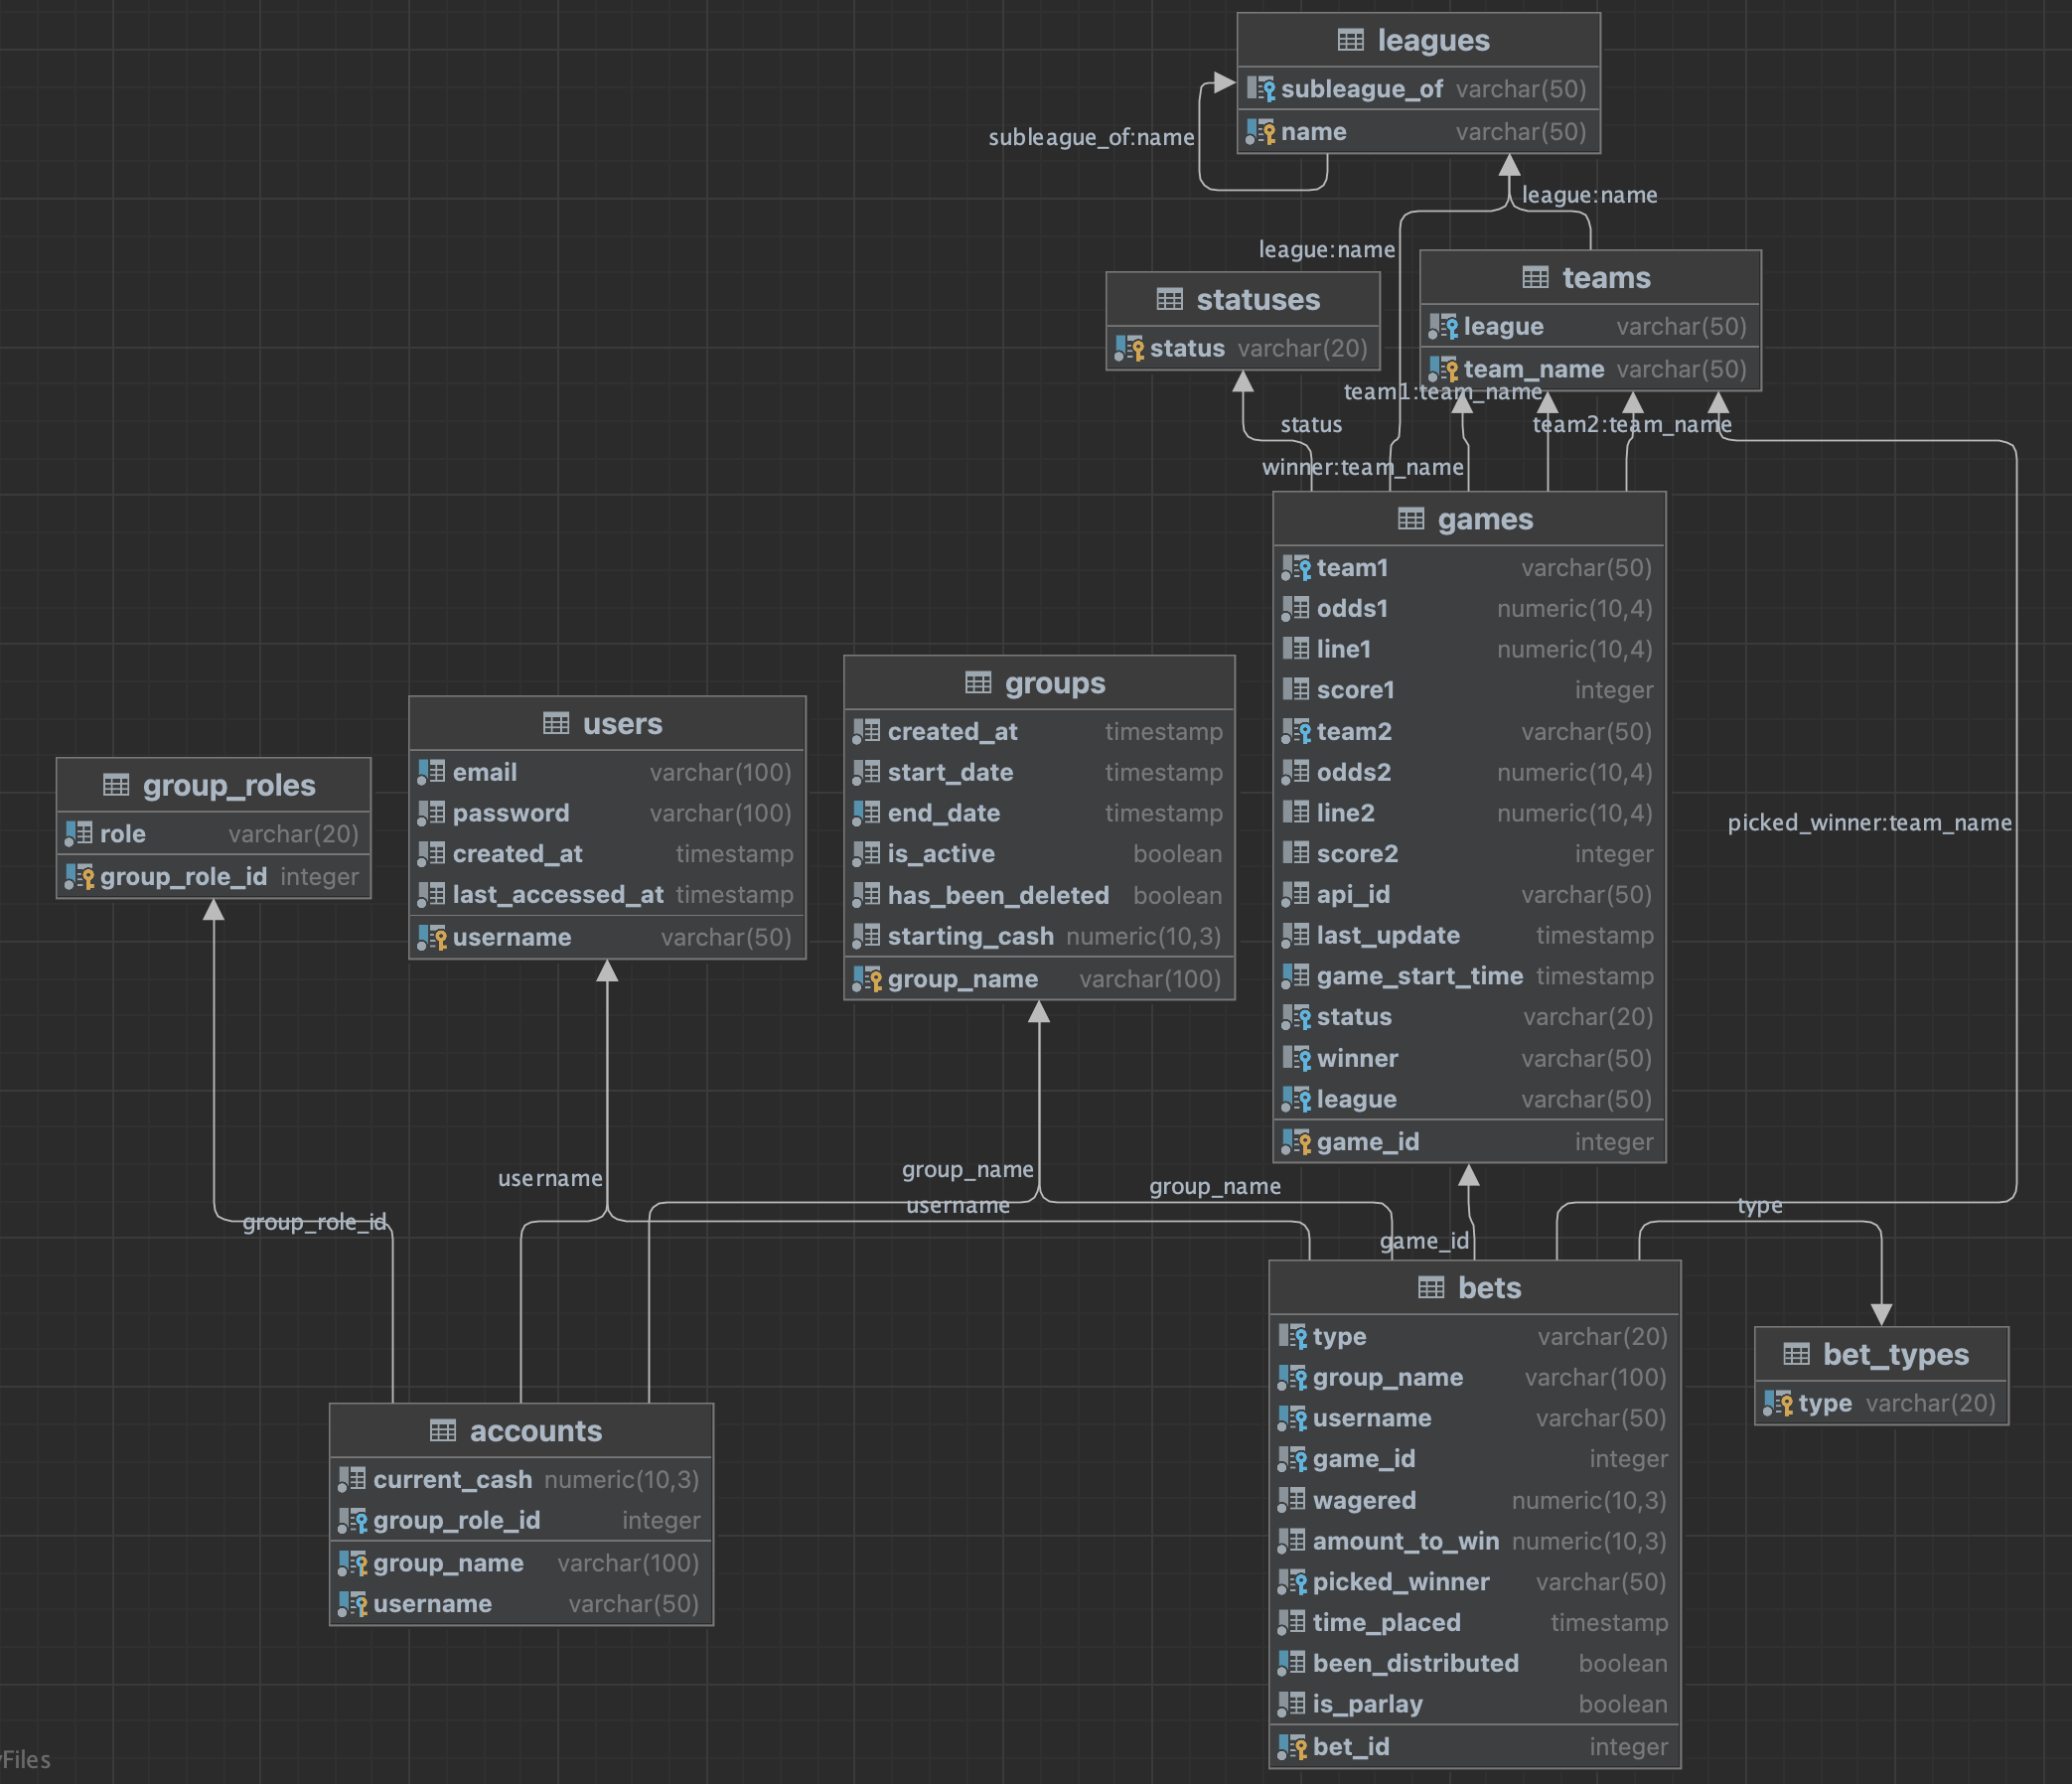 leagues
subleague_of varchar(50)
name varchar(50)
subleague_of:name
league:name
league:name
statuses
status varchar(20)
teams
league varchar(50)
team_name varchar(50)
team1:team_name
status
team2:team_name
winner:team_name
games
team1 varchar(50)
odds1 numeric(10,4)
line1 numeric(10,4)
score1 integer
team2 varchar(50)
odds2 numeric(10,4)
line2 numeric(10,4)
score2 integer
api_id varchar(50)
last_update timestamp
game_start_time timestamp
status varchar(20)
winner varchar(50)
league varchar(50)
game_id integer
groups
created_at timestamp
start_date timestamp
end_date timestamp
is_active boolean
has_been_deleted boolean
starting_cash numeric(10,3)
group_name varchar(100)
users
email varchar(100)
password varchar(100)
created_at timestamp
last_accessed_at timestamp
username varchar(50)
group_roles
role varchar(20)
group_role_id integer
picked_winner:team_name
username
group_name
group_name
username
type
group_role_id
game_id
bets
type varchar(20)
group_name varchar(100)
username varchar(50)
game_id integer
wagered numeric(10,3)
amount_to_win numeric(10,3)
picked_winner varchar(50)
time_placed timestamp
been_distributed boolean
is_parlay boolean
bet_id integer
bet_types
type varchar(20)
accounts
current_cash numeric(10,3)
group_role_id integer
group_name varchar(100)
username varchar(50)
Files